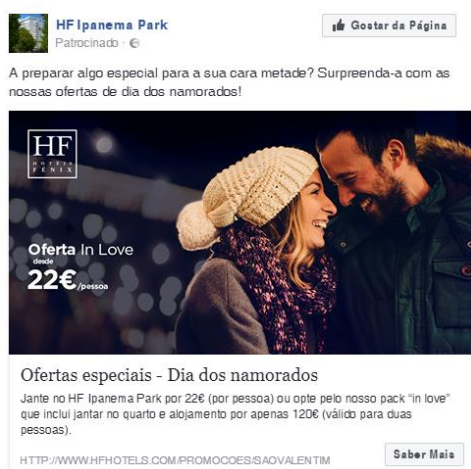 HF Ipanema Park
Gostar da Página
Patrocinado ·
A preparar algo especial para a sua cara metade? Surpreenda-a com as
nossas ofertas de dia dos namorados!
HF
HOTÉIS
FÉNIX
Oferta In Love
desde
22€/pessoa
Ofertas especiais - Dia dos namorados
Jante no HF Ipanema Park por 22€ (por pessoa) ou opte pelo nosso pack “in love”
que inclui jantar no quarto e alojamento por apenas 120€ (válido para duas
pessoas).
HTTP://WWW.HFHOTELS.COM/PROMOCOES/SAOVALENTIM
Saber Mais